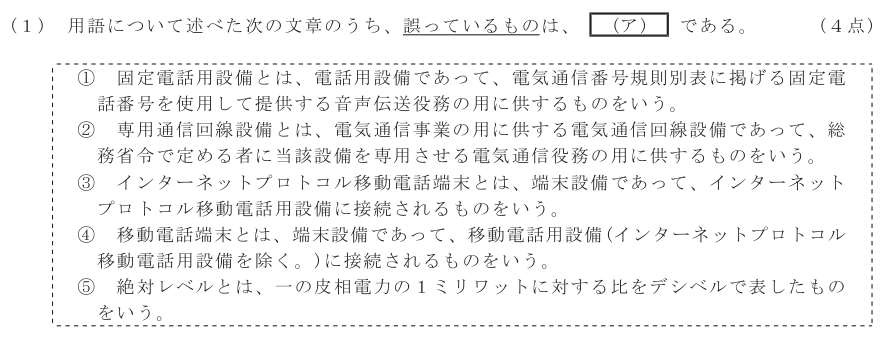 (１) 用語について述べた次の文章のうち、誤っているものは、 (ア) である。 (４点)
① 固定電話用設備とは、電話用設備であって、電気通信番号規則別表に掲げる固定電
話番号を使用して提供する音声伝送役務の用に供するものをいう。
② 専用通信回線設備とは、電気通信事業の用に供する電気通信回線設備であって、総
務省令で定める者に当該設備を専用させる電気通信役務の用に供するものをいう。
③ インターネットプロトコル移動電話端末とは、端末設備であって、インターネット
プロトコル移動電話用設備に接続されるものをいう。
④ 移動電話端末とは、端末設備であって、移動電話用設備(インターネットプロトコル
移動電話用設備を除く。)に接続されるものをいう。
⑤ 絶対レベルとは、一の皮相電力の１ミリワットに対する比をデシベルで表したもの
をいう。